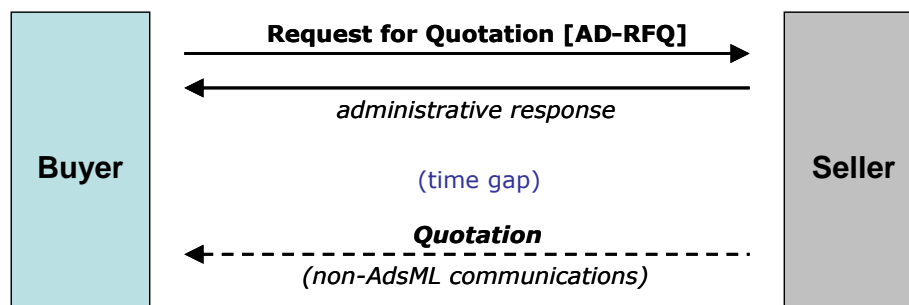 Request for Quotation [AD-RFQ]
administrative response
Buyer
Seller
(time gap)
Quotation
(non-AdsML communications)